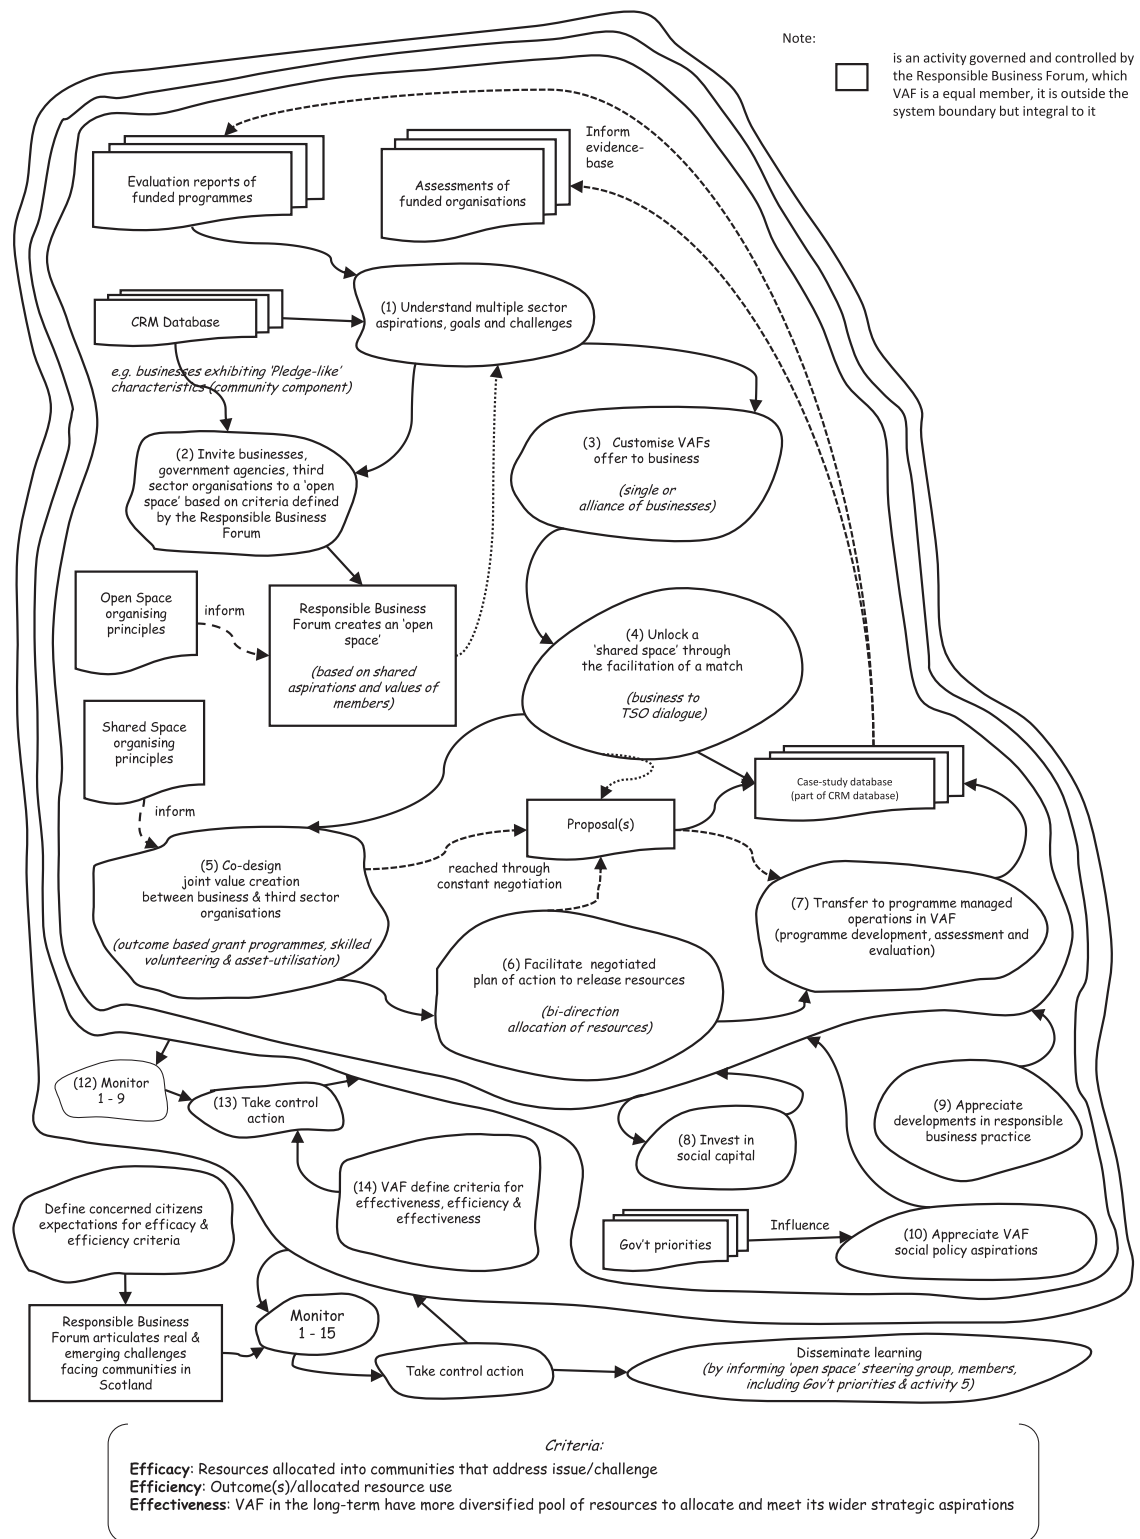 Note:
is an activity governed and controlled by
the Responsible Business Forum, which
VAF is a equal member, it is outside the
system boundary but integral to it
Inform
evidence-
base
Evaluation reports of
funded programmes
Assessments of
funded organisations
(1) Understand multiple sector
aspirations, goals and challenges
CRM Database
e.g. businesses exhibiting ‘Pledge-like’
characteristics (community component)
(2) Invite businesses,
government agencies, third
sector organisations to a ‘open
space’ based on criteria defined
by the Responsible Business
Forum
(3) Customise VAFs
offer to business
(single or
alliance of businesses)
Open Space
organising
principles
inform
Responsible Business
Forum creates an ‘open
space’
(based on shared
aspirations and values of
members)
(4) Unlock a
‘shared space’ through
the facilitation of a match
(business to
TSO dialogue)
Shared Space
organising
principles
inform
Case-study database
(part of CRM database)
Proposal(s)
reached through
constant negotiation
(5) Co-design
joint value creation
between business & third sector
organisations
(outcome based grant programmes, skilled
volunteering & asset-utilisation)
(6) Facilitate negotiated
plan of action to release resources
(bi-direction
allocation of resources)
(7) Transfer to programme managed
operations in VAF
(programme development, assessment and
evaluation)
(12) Monitor
1 - 9
(13) Take control
action
(8) Invest in
social capital
(9) Appreciate
developments in responsible
business practice
(14) VAF define criteria for
effectiveness, efficiency &
effectiveness
Define concerned citizens
expectations for efficacy &
efficiency criteria
Gov’t priorities
Influence
(10) Appreciate VAF
social policy aspirations
Responsible Business
Forum articulates real &
emerging challenges
facing communities in
Scotland
Monitor
1 - 15
Take control action
Disseminate learning
(by informing ‘open space’ steering group, members,
including Gov’t priorities & activity 5)
Criteria:
Efficacy: Resources allocated into communities that address issue/challenge
Efficiency: Outcome(s)/allocated resource use
Effectiveness: VAF in the long-term have more diversified pool of resources to allocate and meet its wider strategic aspirations